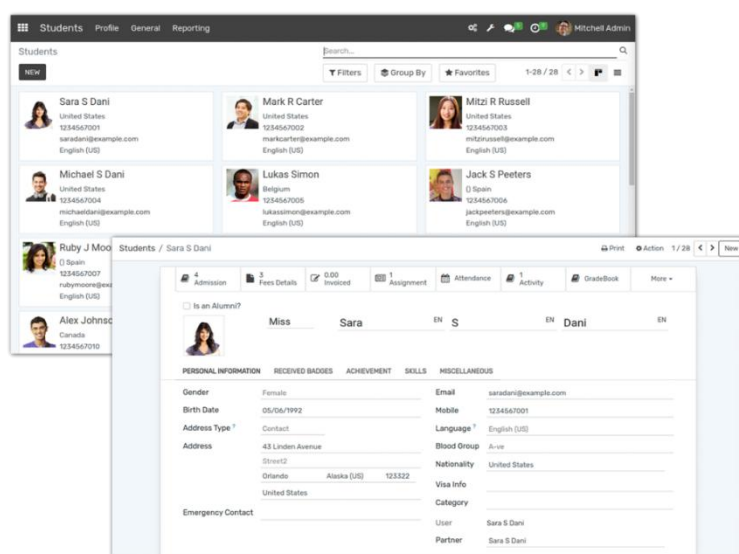 Students Profile General Reporting Mitchell Admin
Students Search...
NEW Filters Group By Favorites 1-28 / 28
Sara S Dani
United States
1234567001
saradani@example.com
English (US)
Mark R Carter
United States
1234567002
markcarter@example.com
English (US)
Mitzi R Russell
United States
1234567003
mitzirussell@example.com
English (US)
Michael S Dani
United States
1234567004
michaeldani@example.com
English (US)
Lukas Simon
Belgium
1234567005
lukassimon@example.com
English (US)
Jack S Peeters
() Spain
1234567006
jackpeeters@example.com
English (US)
Ruby J Moo
() Spain
1234567007
rubymoore@exa
English (US)
Alex Johnso
Canada
1234567010
Students / Sara S Dani Print Action 1 / 28 New
4 Admission
3 Fees Details
0.00 Invoiced
1 Assignment
Attendance
1 Activity
GradeBook
More
Is an Alumni?
Miss Sara EN S EN Dani EN
PERSONAL INFORMATION RECEIVED BADGES ACHIEVEMENT SKILLS MISCELLANEOUS
Gender Female
Birth Date 05/06/1992
Address Type ? Contact
Address 43 Linden Avenue
Street2
Orlando Alaska (US) 123322
United States
Emergency Contact
Email saradani@example.com
Mobile 1234567001
Language ? English (US)
Blood Group A-ve
Nationality United States
Visa Info
Category
User Sara S Dani
Partner Sara S Dani